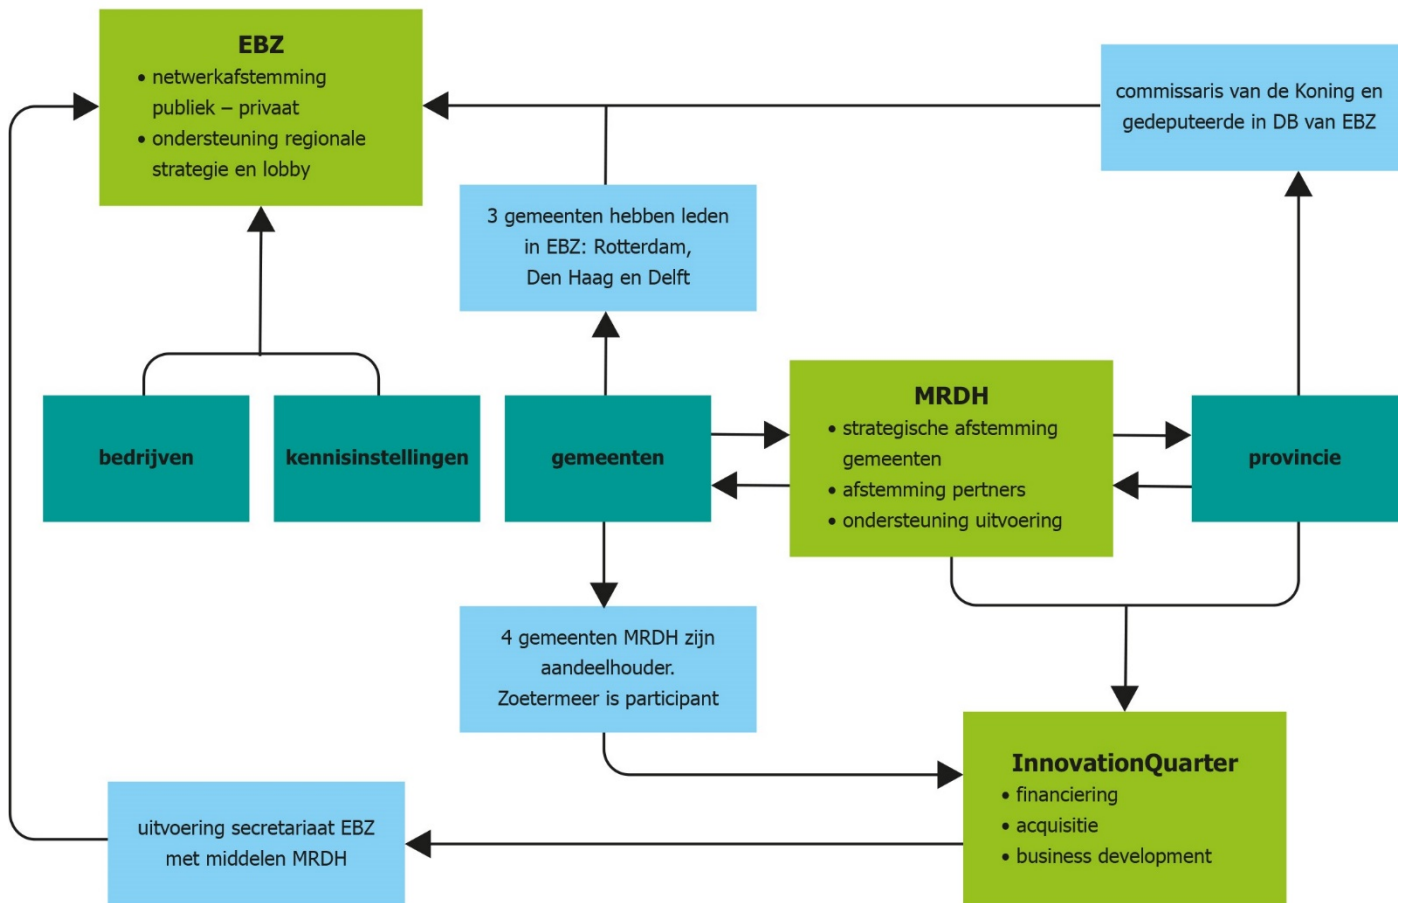 EBZ
• netwerkafstemming
publiek – privaat
• ondersteuning regionale
strategie en lobby
commissaris van de Koning en
gedeputeerde in DB van EBZ
3 gemeenten hebben leden
in EBZ: Rotterdam,
Den Haag en Delft
bedrijven
kennisinstellingen
gemeenten
MRDH
• strategische afstemming
gemeenten
• afstemming pertners
• ondersteuning uitvoering
provincie
4 gemeenten MRDH zijn
aandeelhouder.
Zoetermeer is participant
InnovationQuarter
• financiering
• acquisitie
• business development
uitvoering secretariaat EBZ
met middelen MRDH